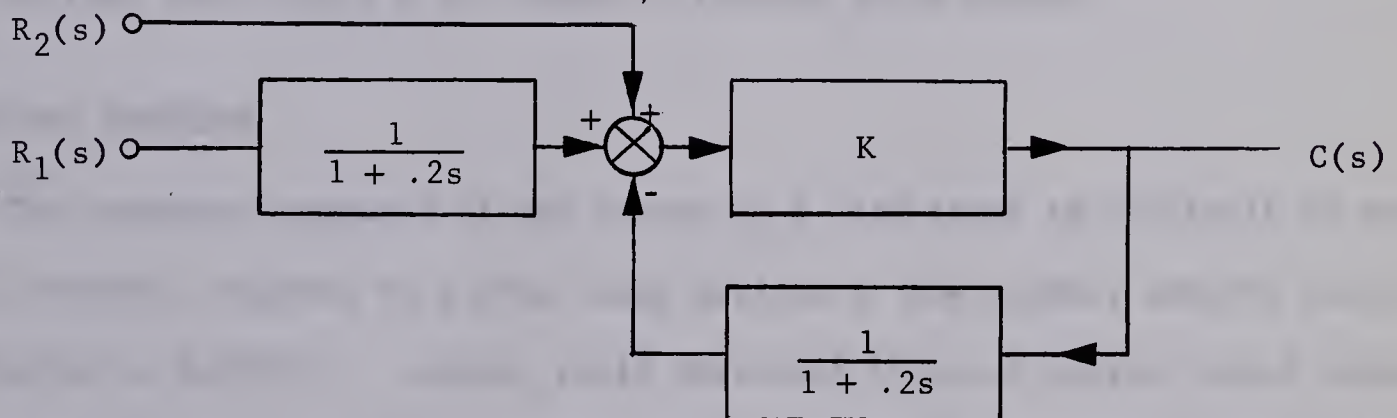 R2(s)
+
R1(s)
1
1 + .2s
+
K
C(s)
-
1
1 + .2s